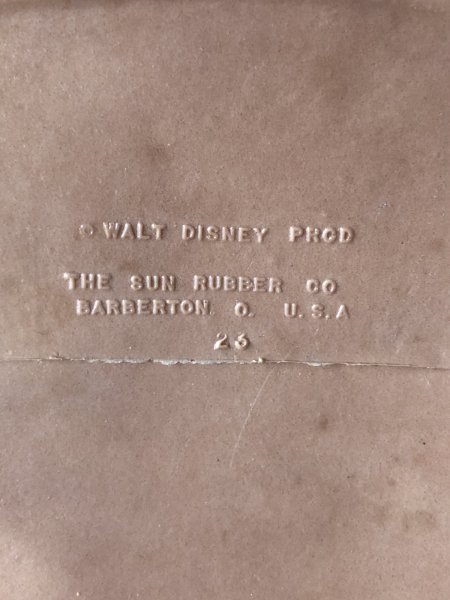 © WALT DISNEY PROD
THE SUN RUBBER CO
BARBERTON. O. U.S.A
23